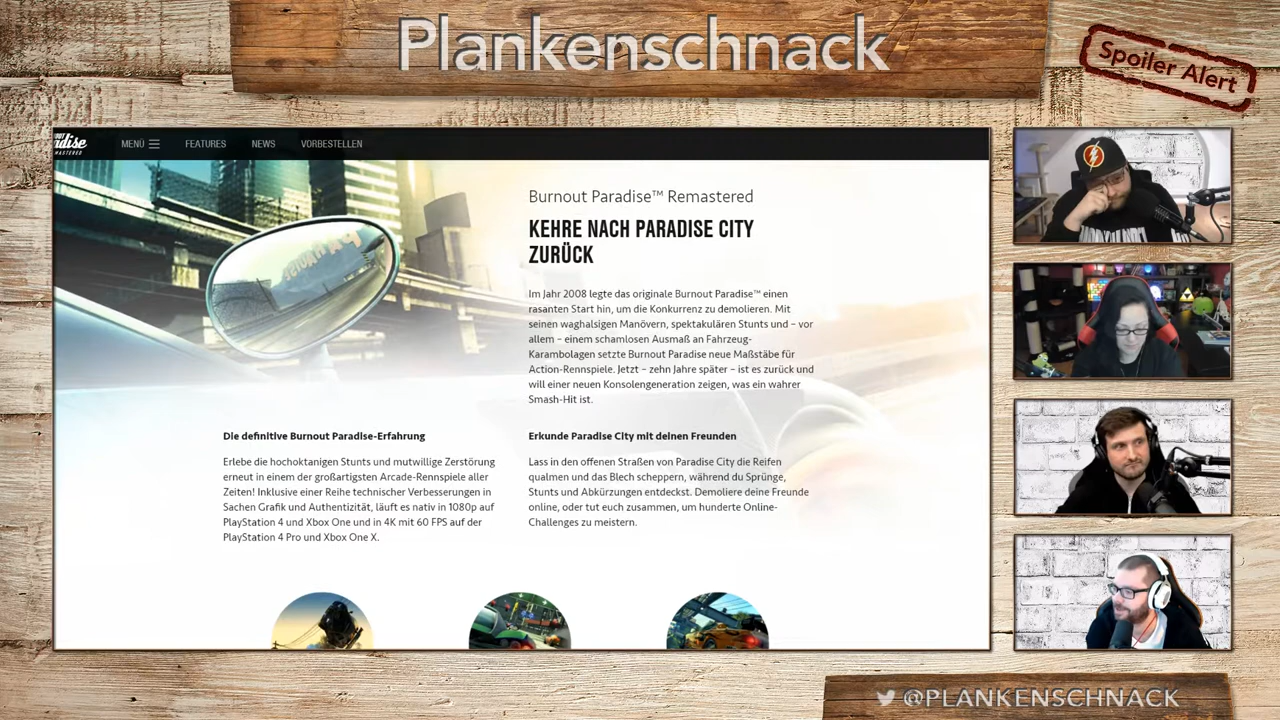 Plankenschnack
Spoiler Alert
MENÜ FEATURES NEWS VORBESTELLEN
Burnout Paradise™ Remastered
KEHRE NACH PARADISE CITY
ZURÜCK
Im Jahr 2008 legte das originale Burnout Paradise™ einen
rasanten Start hin, um die Konkurrenz zu demolieren. Mit
seinen waghalsigen Manövern, spektakulären Stunts und – vor
allem – einem schamlosen Ausmaß an Fahrzeug-
Karambolagen setzte Burnout Paradise neue Maßstäbe für
Action-Rennspiele. Jetzt – zehn Jahre später – ist es zurück und
will einer neuen Konsolengeneration zeigen, was ein wahrer
Smash-Hit ist.
Die definitive Burnout Paradise-Erfahrung
Erlebe die hochoktanigen Stunts und mutwillige Zerstörung
erneut in einem der großartigsten Arcade-Rennspiele aller
Zeiten! Inklusive einer Reihe technischer Verbesserungen in
Sachen Grafik und Authentizität, läuft es nativ in 1080p auf
PlayStation 4 und Xbox One und in 4K mit 60 FPS auf der
PlayStation 4 Pro und Xbox One X.
Erkunde Paradise City mit deinen Freunden
Lass in den offenen Straßen von Paradise City die Reifen
qualmen und das Blech scheppern, während du Sprünge,
Stunts und Abkürzungen entdeckst. Demoliere deine Freunde
online, oder tut euch zusammen, um hunderte Online-
Challenges zu meistern.
@PLANKENSCHNACK